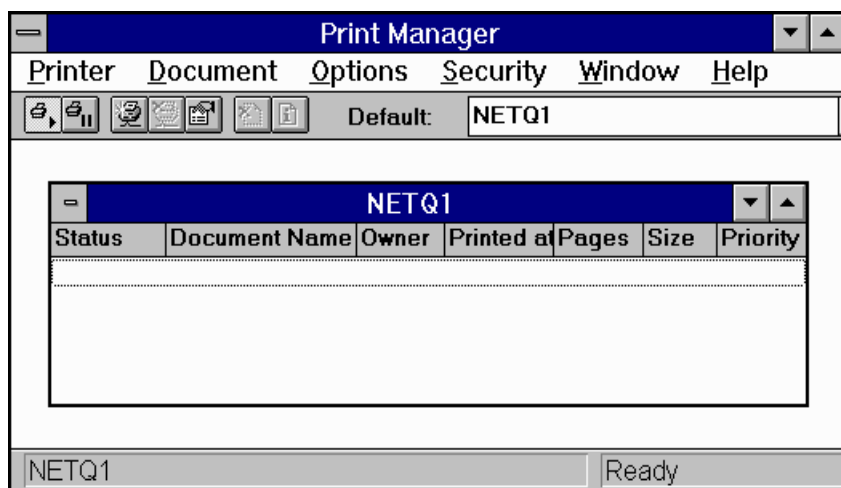 Print Manager
Printer Document Options Security Window Help
Default: NETQ1
NETQ1
Status Document Name Owner Printed at Pages Size Priority
NETQ1 Ready